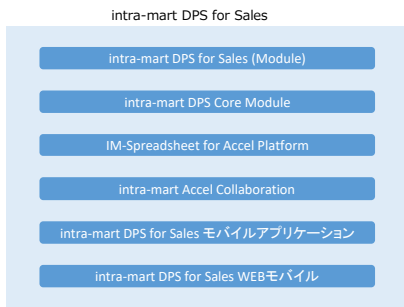 intra-mart DPS for Sales
intra-mart DPS for Sales (Module)
intra-mart DPS Core Module
IM-Spreadsheet for Accel Platform
intra-mart Accel Collaboration
intra-mart DPS for Sales モバイルアプリケーション
intra-mart DPS for Sales WEBモバイル